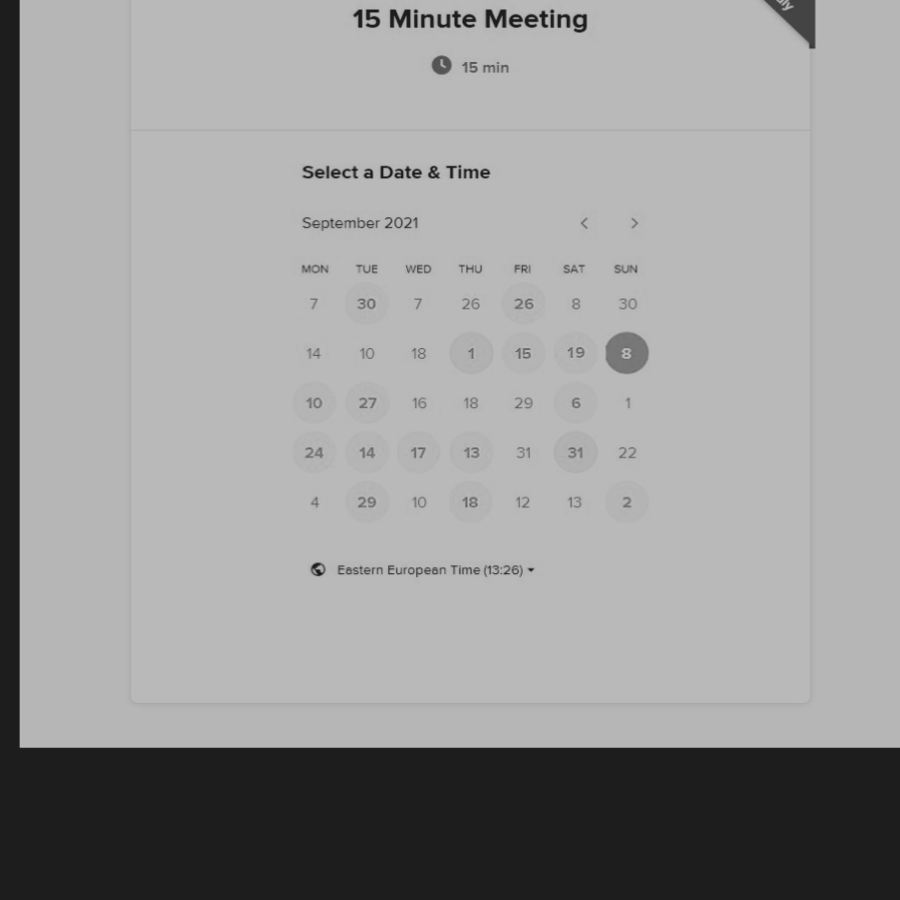 15 Minute Meeting
15 min
Select a Date & Time
September 2021
MON TUE WED THU FRI SAT SUN
7 30 7 26 26 8 30
14 10 18 1 15 19 8
10 27 16 18 29 6 1
24 14 17 13 31 31 22
4 29 10 18 12 13 2
Eastern European Time (13:26)